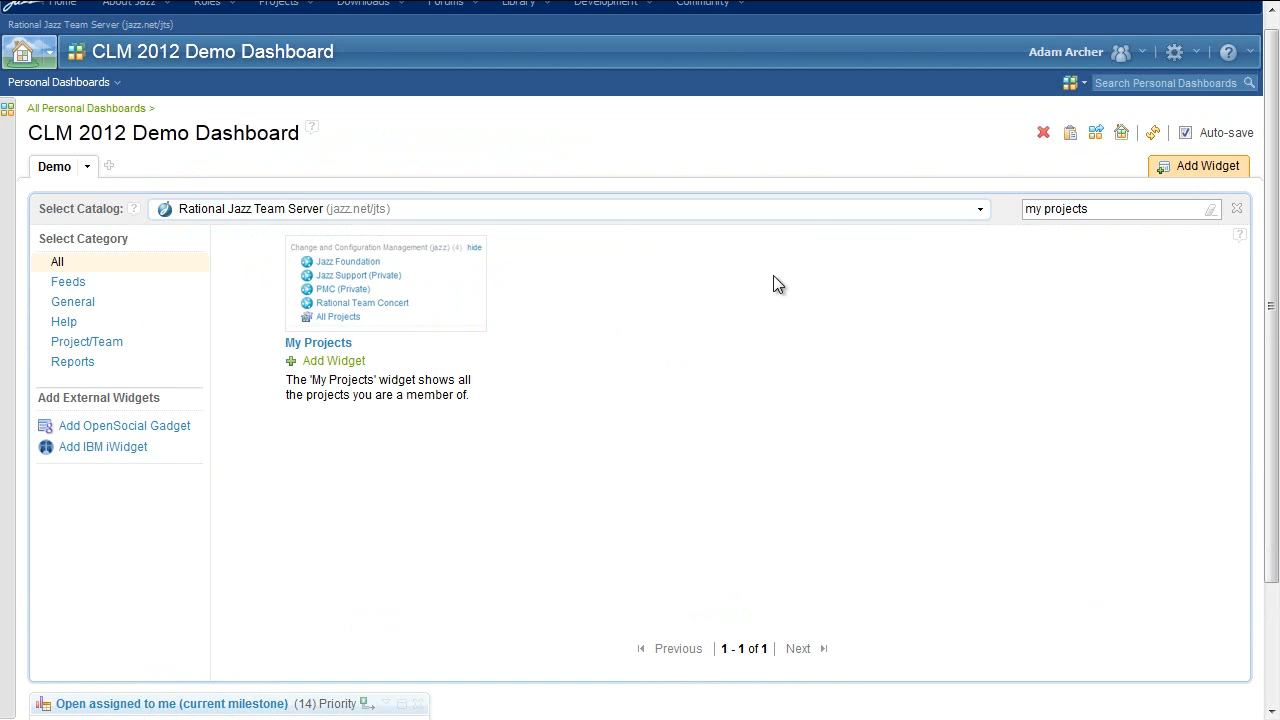 Home About Jazz Roles Projects Downloads Forums Library Development Community
Rational Jazz Team Server (jazz.net/jts)
CLM 2012 Demo Dashboard
Adam Archer
Personal Dashboards
Search Personal Dashboards
All Personal Dashboards >
CLM 2012 Demo Dashboard
Auto-save
Demo
Add Widget
Select Catalog:
Rational Jazz Team Server (jazz.net/jts)
my projects
Select Category
All
Feeds
General
Help
Project/Team
Reports
Add External Widgets
Add OpenSocial Gadget
Add IBM iWidget
Change and Configuration Management (jazz) (4) hide
Jazz Foundation
Jazz Support (Private)
PMC (Private)
Rational Team Concert
All Projects
My Projects
Add Widget
The 'My Projects' widget shows all
the projects you are a member of.
Previous 1 - 1 of 1 Next
Open assigned to me (current milestone) (14) Priority